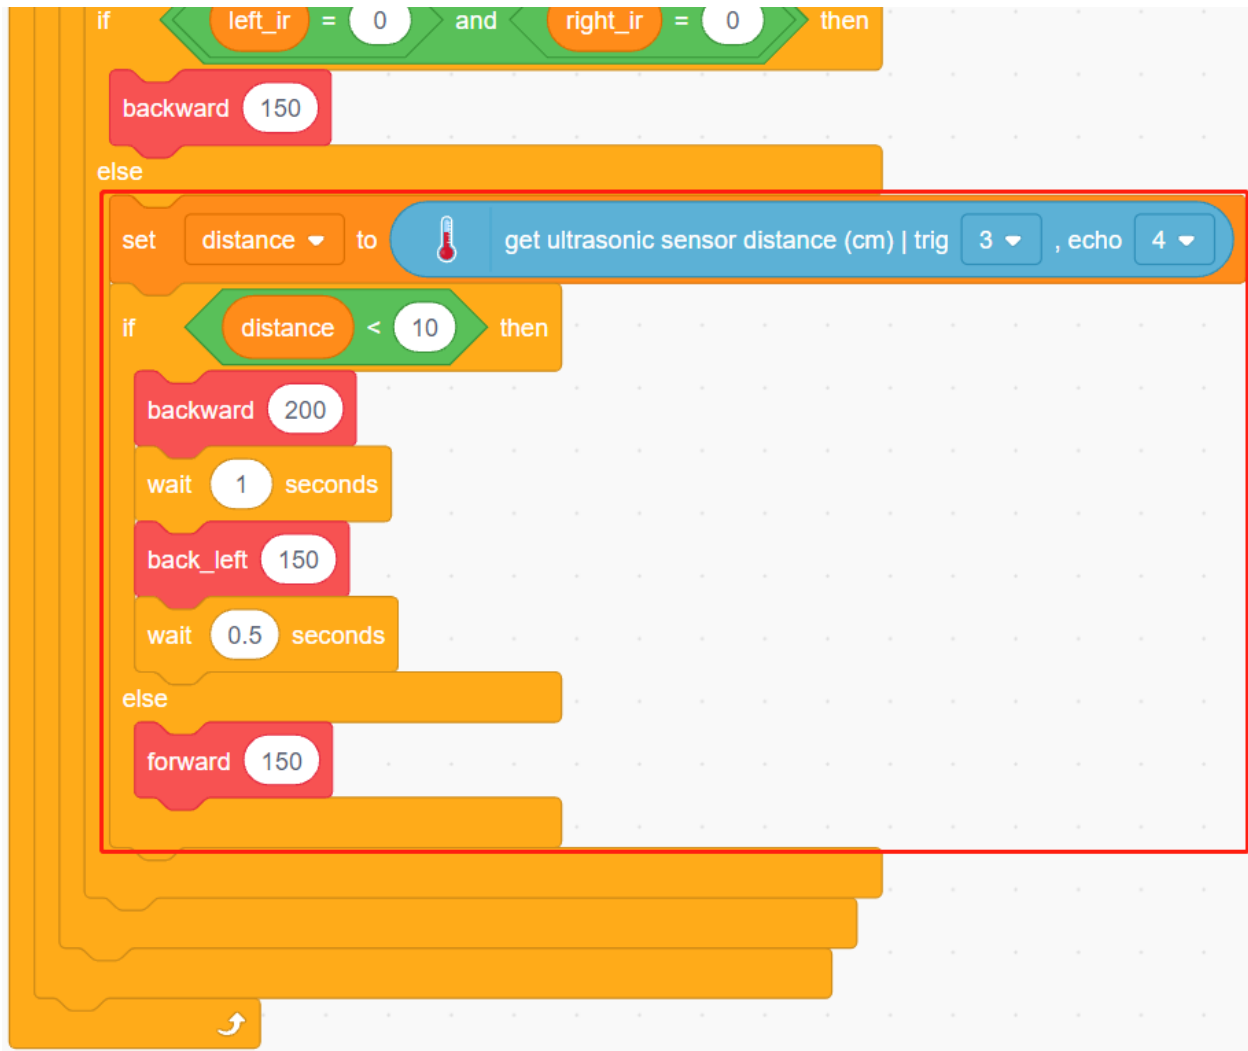 if left_ir = 0 and right_ir = 0 then
backward 150
else
set distance to get ultrasonic sensor distance (cm) | trig 3 , echo 4
if distance < 10 then
backward 200
wait 1 seconds
back_left 150
wait 0.5 seconds
else
forward 150